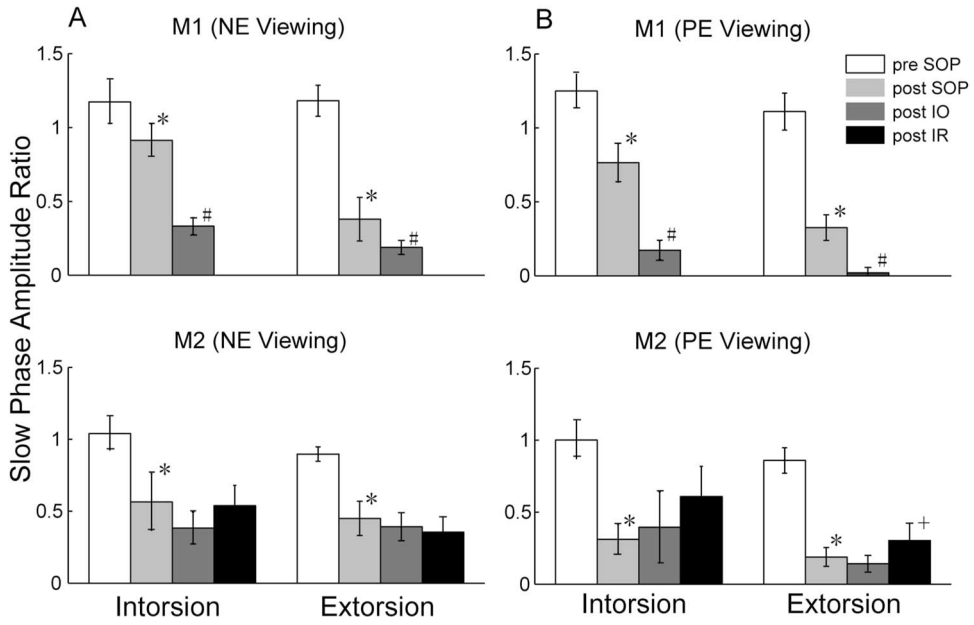 A
B
M1 (NE Viewing)
M1 (PE Viewing)
Slow Phase Amplitude Ratio
1.5
1
0.5
0
*
#
*
#
1.5
1
0.5
0
*
#
*
#
pre SOP
post SOP
post IO
post IR
M2 (NE Viewing)
M2 (PE Viewing)
1.5
1
0.5
0
*
*
Intorsion
Extorsion
1.5
1
0.5
0
*
*
+
Intorsion
Extorsion